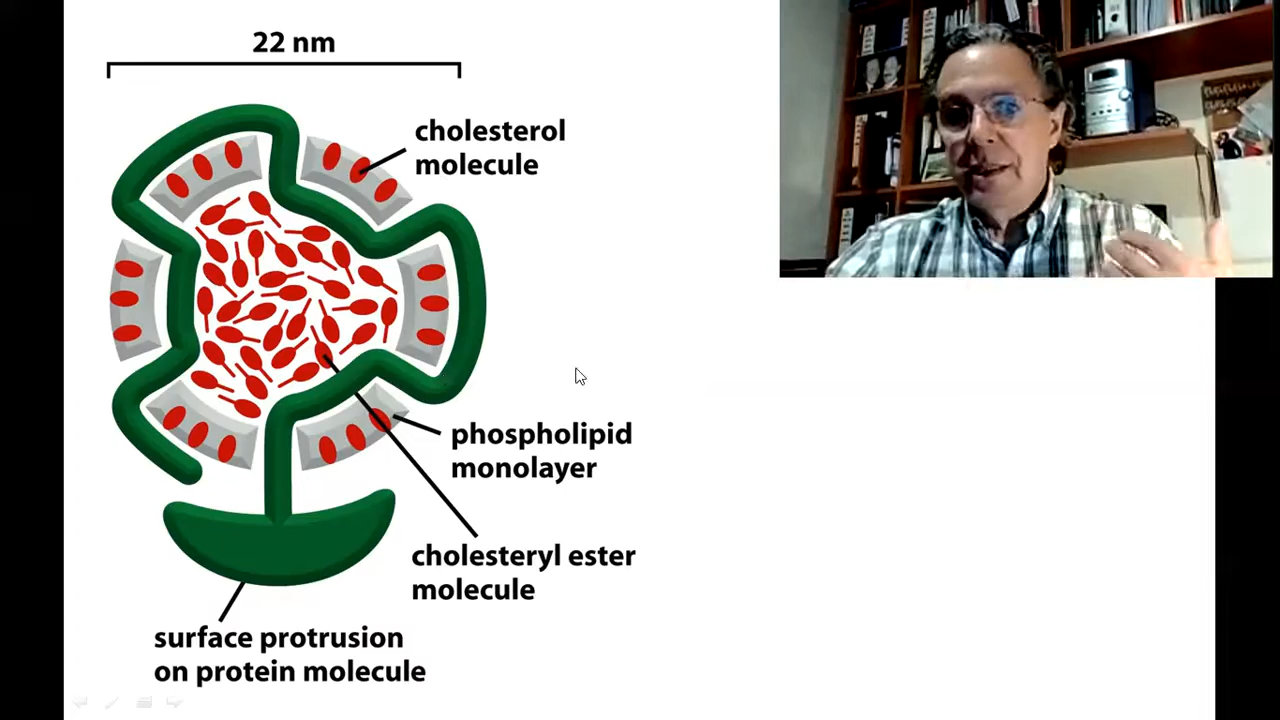 22 nm
cholesterol
molecule
phospholipid
monolayer
cholesteryl ester
molecule
surface protrusion
on protein molecule